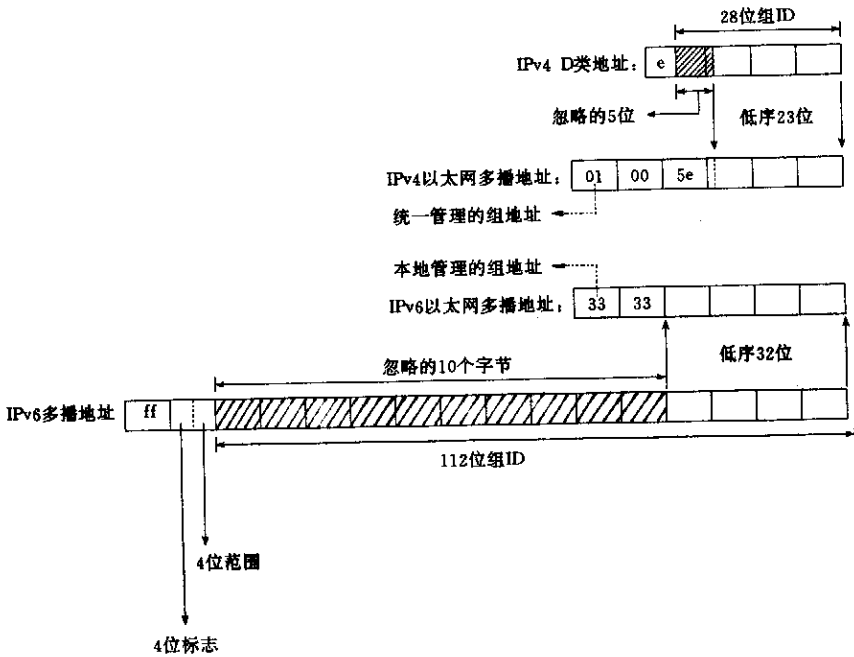 28位组ID
IPv4 D类地址： e
忽略的5位 低序23位
IPv4以太网多播地址： 01 00 5e
统一管理的组地址
本地管理的组地址
IPv6以太网多播地址： 33 33
忽略的10个字节 低序32位
IPv6多播地址 ff
112位组ID
4位范围
4位标志